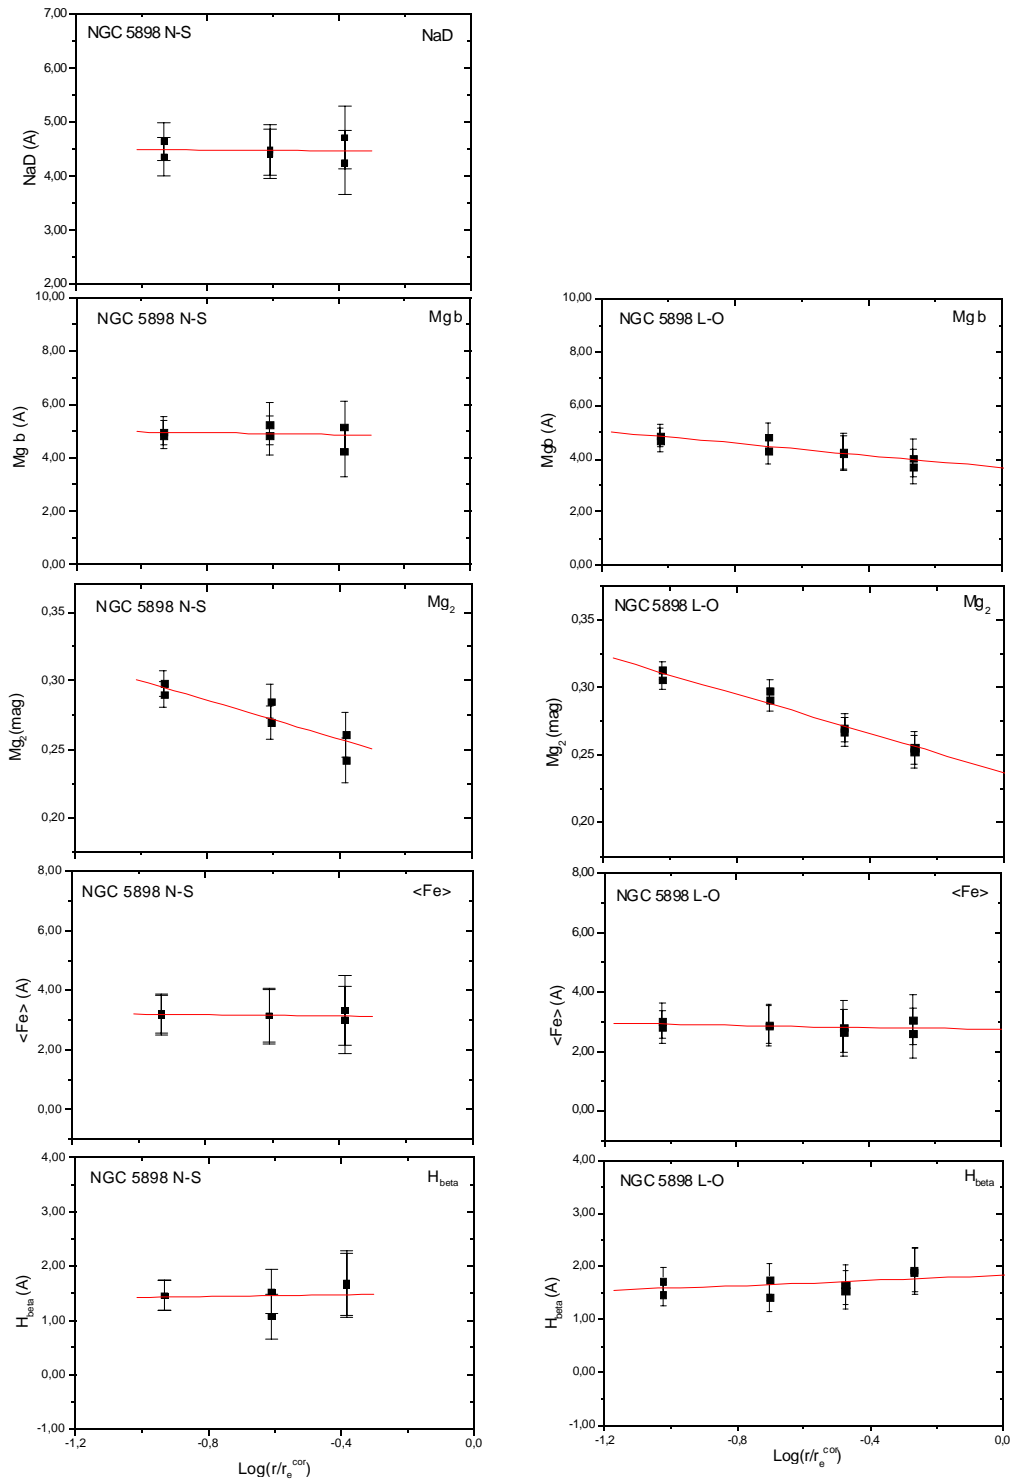 NGC 5898 N-S
NaD
7,00
6,00
5,00
4,00
3,00
2,00
NaD (A)
NGC 5898 N-S
Mgb
10,00
8,00
6,00
4,00
2,00
0,00
Mg b (A)
NGC 5898 L-O
Mgb
10,00
8,00
6,00
4,00
2,00
0,00
Mgb (A)
NGC 5898 N-S
Mg2
0,35
0,30
0,25
0,20
Mg2(mag)
NGC 5898 L-O
Mg2
0,35
0,30
0,25
0,20
Mg2(mag)
NGC 5898 N-S
<Fe>
8,00
6,00
4,00
2,00
0,00
<Fe> (A)
NGC 5898 L-O
<Fe>
8,00
6,00
4,00
2,00
0,00
<Fe> (A)
NGC 5898 N-S
Hbeta
4,00
3,00
2,00
1,00
0,00
-1,00
Hbeta (A)
-1,2 -0,8 -0,4 0,0
Log(r/re^cor)
NGC 5898 L-O
Hbeta
4,00
3,00
2,00
1,00
0,00
-1,00
Hbeta (A)
-1,2 -0,8 -0,4 0,0
Log(r/re^cor)